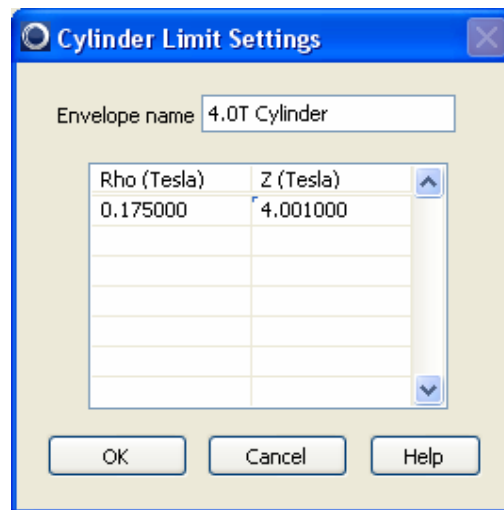 Cylinder Limit Settings
Envelope name 4.0T Cylinder
Rho (Tesla) Z (Tesla)
0.175000 4.001000
OK Cancel Help